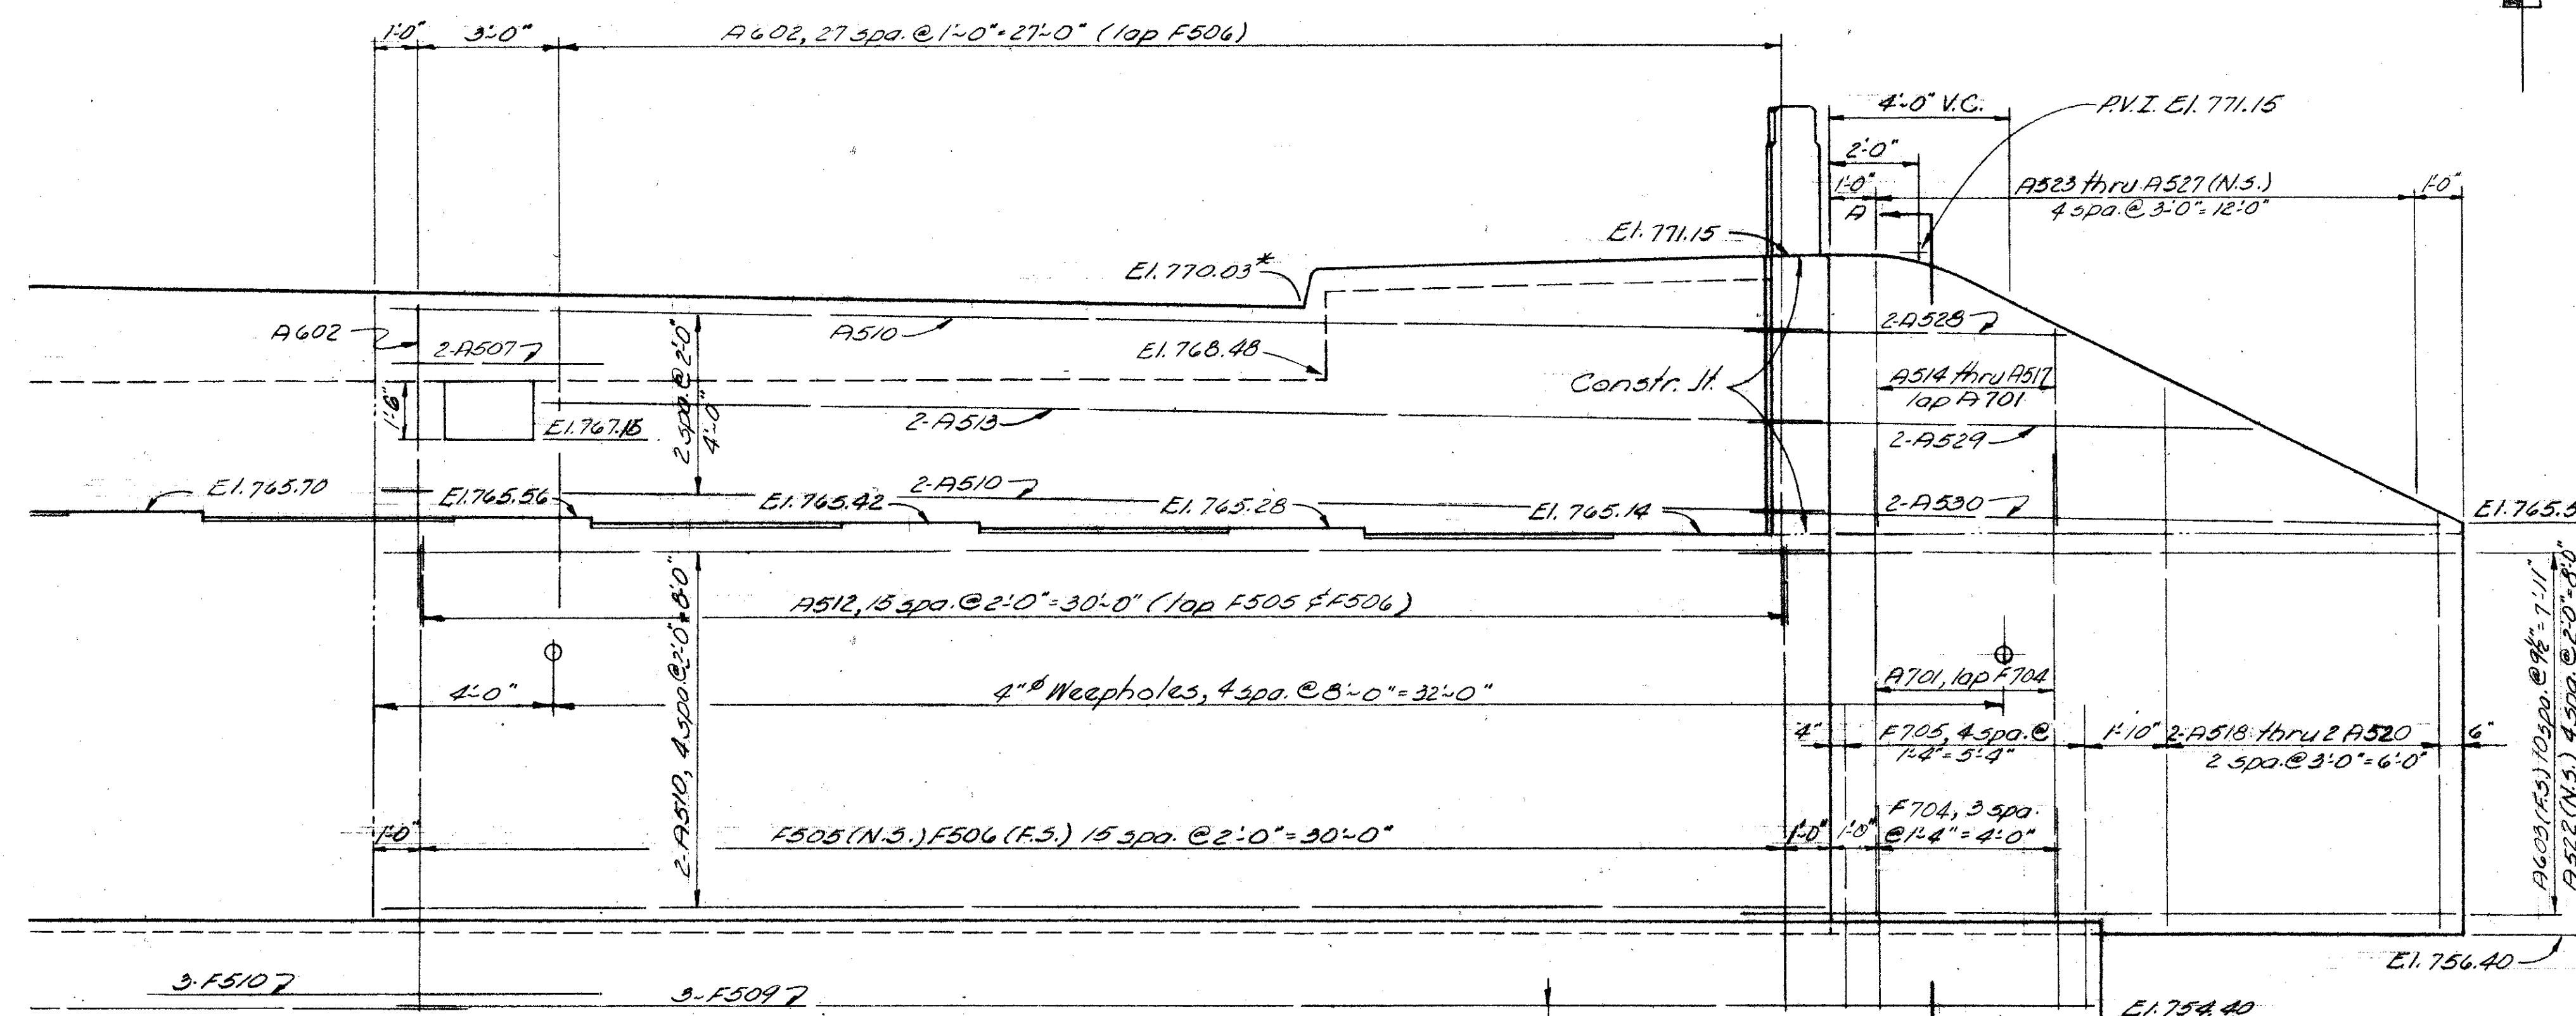 1'-0"
3'-0"
A602, 27 spa. @ 1'-0" = 27'-0" (lap F506)
4'-0" V.C.
P.V.I. El. 771.15
2'-0"
1'-0"
A523 thru A527 (N.S.)
4 spa. @ 3'-0" = 12'-0"
1'-0"
A
El. 771.15
El. 770.03*
A602
2-A507
A510
El. 768.48
2-A528
Constr. Jt.
A514 thru A517
lap A701
1'-6"
El. 767.15
2 spa. @ 2'-0"
4'-0"
2-A513
2-A529
El. 765.70
El. 765.56
El. 765.42
2-A510
El. 765.28
El. 765.14
2-A530
El. 765.5
A512, 15 spa. @ 2'-0" = 30'-0" (lap F505 & F506)
2-A510, 4 spa. @ 2'-0" = 8'-0"
4'-0"
4"ø Weepholes, 4 spa. @ 8'-0" = 32'-0"
A701, lap F704
4"
F705, 4 spa. @
1'-4" = 5'-4"
1'-10"
2-A518 thru 2 A520
2 spa. @ 3'-0" = 6'-0"
6"
A603 (F.S.) 10 spa. @ 9½" = 7'-11"
A522 (N.S.) 4 spa. @ 2'-0" = 8'-0"
1'-0"
F505 (N.S.) F506 (F.S.) 15 spa. @ 2'-0" = 30'-0"
1'-0"
1'-0"
F704, 3 spa.
@ 1'-4" = 4'-0"
El. 756.40
3-F510
3-F509
El. 754.40